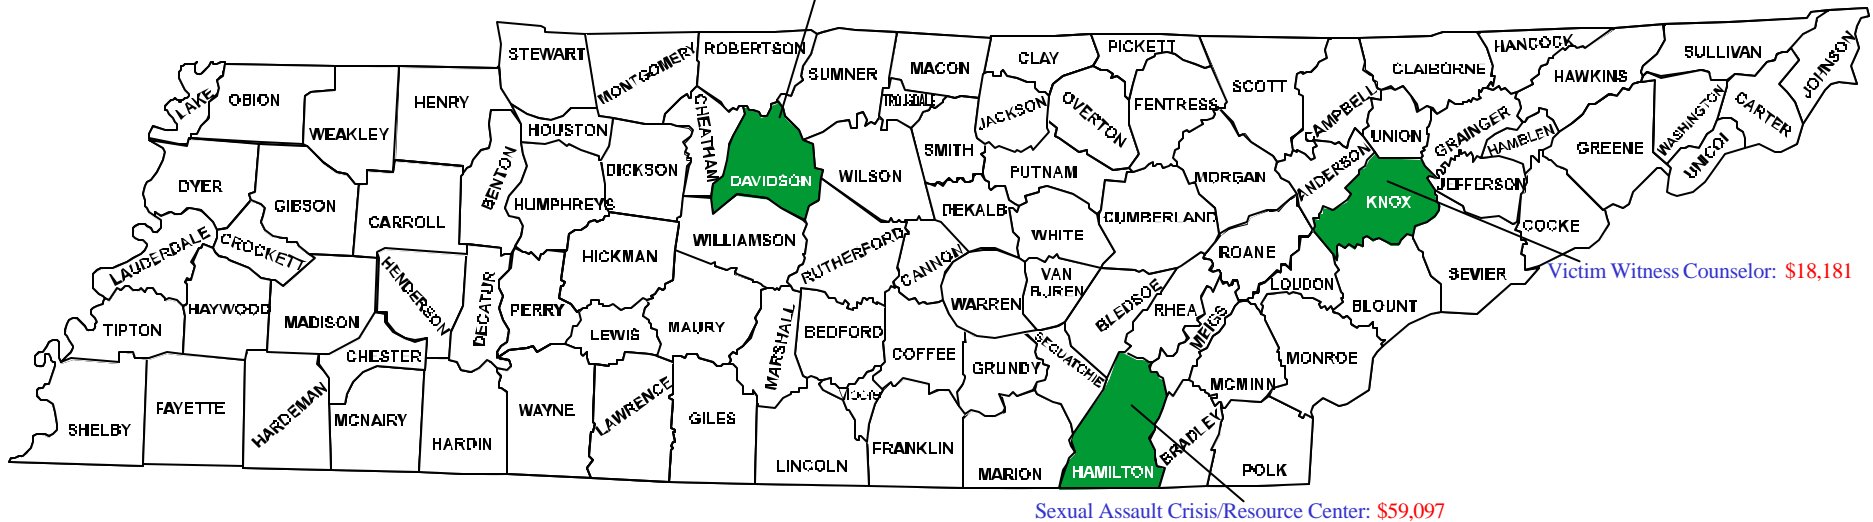 STEWART
MONTGOMERY
ROBERTSON
SUMNER
MACON
CLAY
PICKETT
SCOTT
CLAIBORNE
HANCOCK
HAWKINS
SULLIVAN
JOHNSON
LAKE
OBION
WEAKLEY
HENRY
HOUSTON
CHEATHAM
TROUSDALE
JACKSON
OVERTON
FENTRESS
CAMPBELL
UNION
GRAINGER
HAMBLEN
GREENE
WASHINGTON
CARTER
UNICOI
DYER
GIBSON
CARROLL
BENTON
HUMPHREYS
DICKSON
DAVIDSON
WILSON
SMITH
PUTNAM
MORGAN
ANDERSON
KNOX
JEFFERSON
COCKE
LAUDERDALE
CROCKETT
HENDERSON
DECATUR
PERRY
HICKMAN
WILLIAMSON
RUTHERFORD
CANNON
DEKALB
WHITE
CUMBERLAND
ROANE
LOUDON
BLOUNT
SEVIER
Victim Witness Counselor: $18,181
TIPTON
HAYWOOD
MADISON
CHESTER
LEWIS
MAURY
MARSHALL
BEDFORD
COFFEE
WARREN
VAN
BUREN
BLEDSOE
RHEA
MEIGS
MONROE
SHELBY
FAYETTE
HARDEMAN
MCNAIRY
HARDIN
WAYNE
LAWRENCE
GILES
LINCOLN
FRANKLIN
GRUNDY
SEQUATCHIE
MARION
HAMILTON
BRADLEY
MCMINN
POLK
Sexual Assault Crisis/Resource Center: $59,097